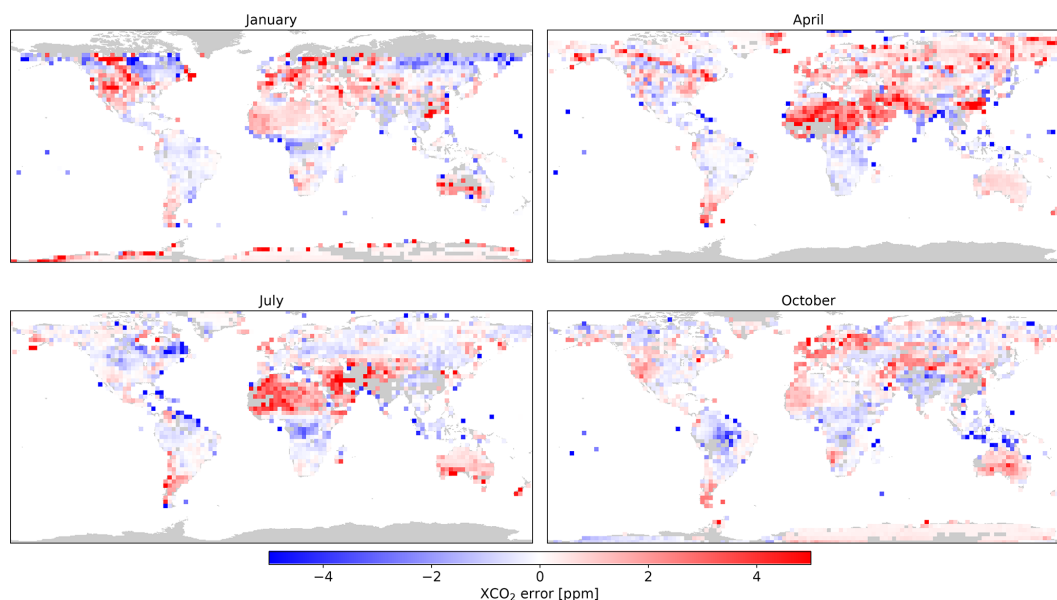 January
April
July
October
−4 −2 0 2 4
XCO₂ error [ppm]